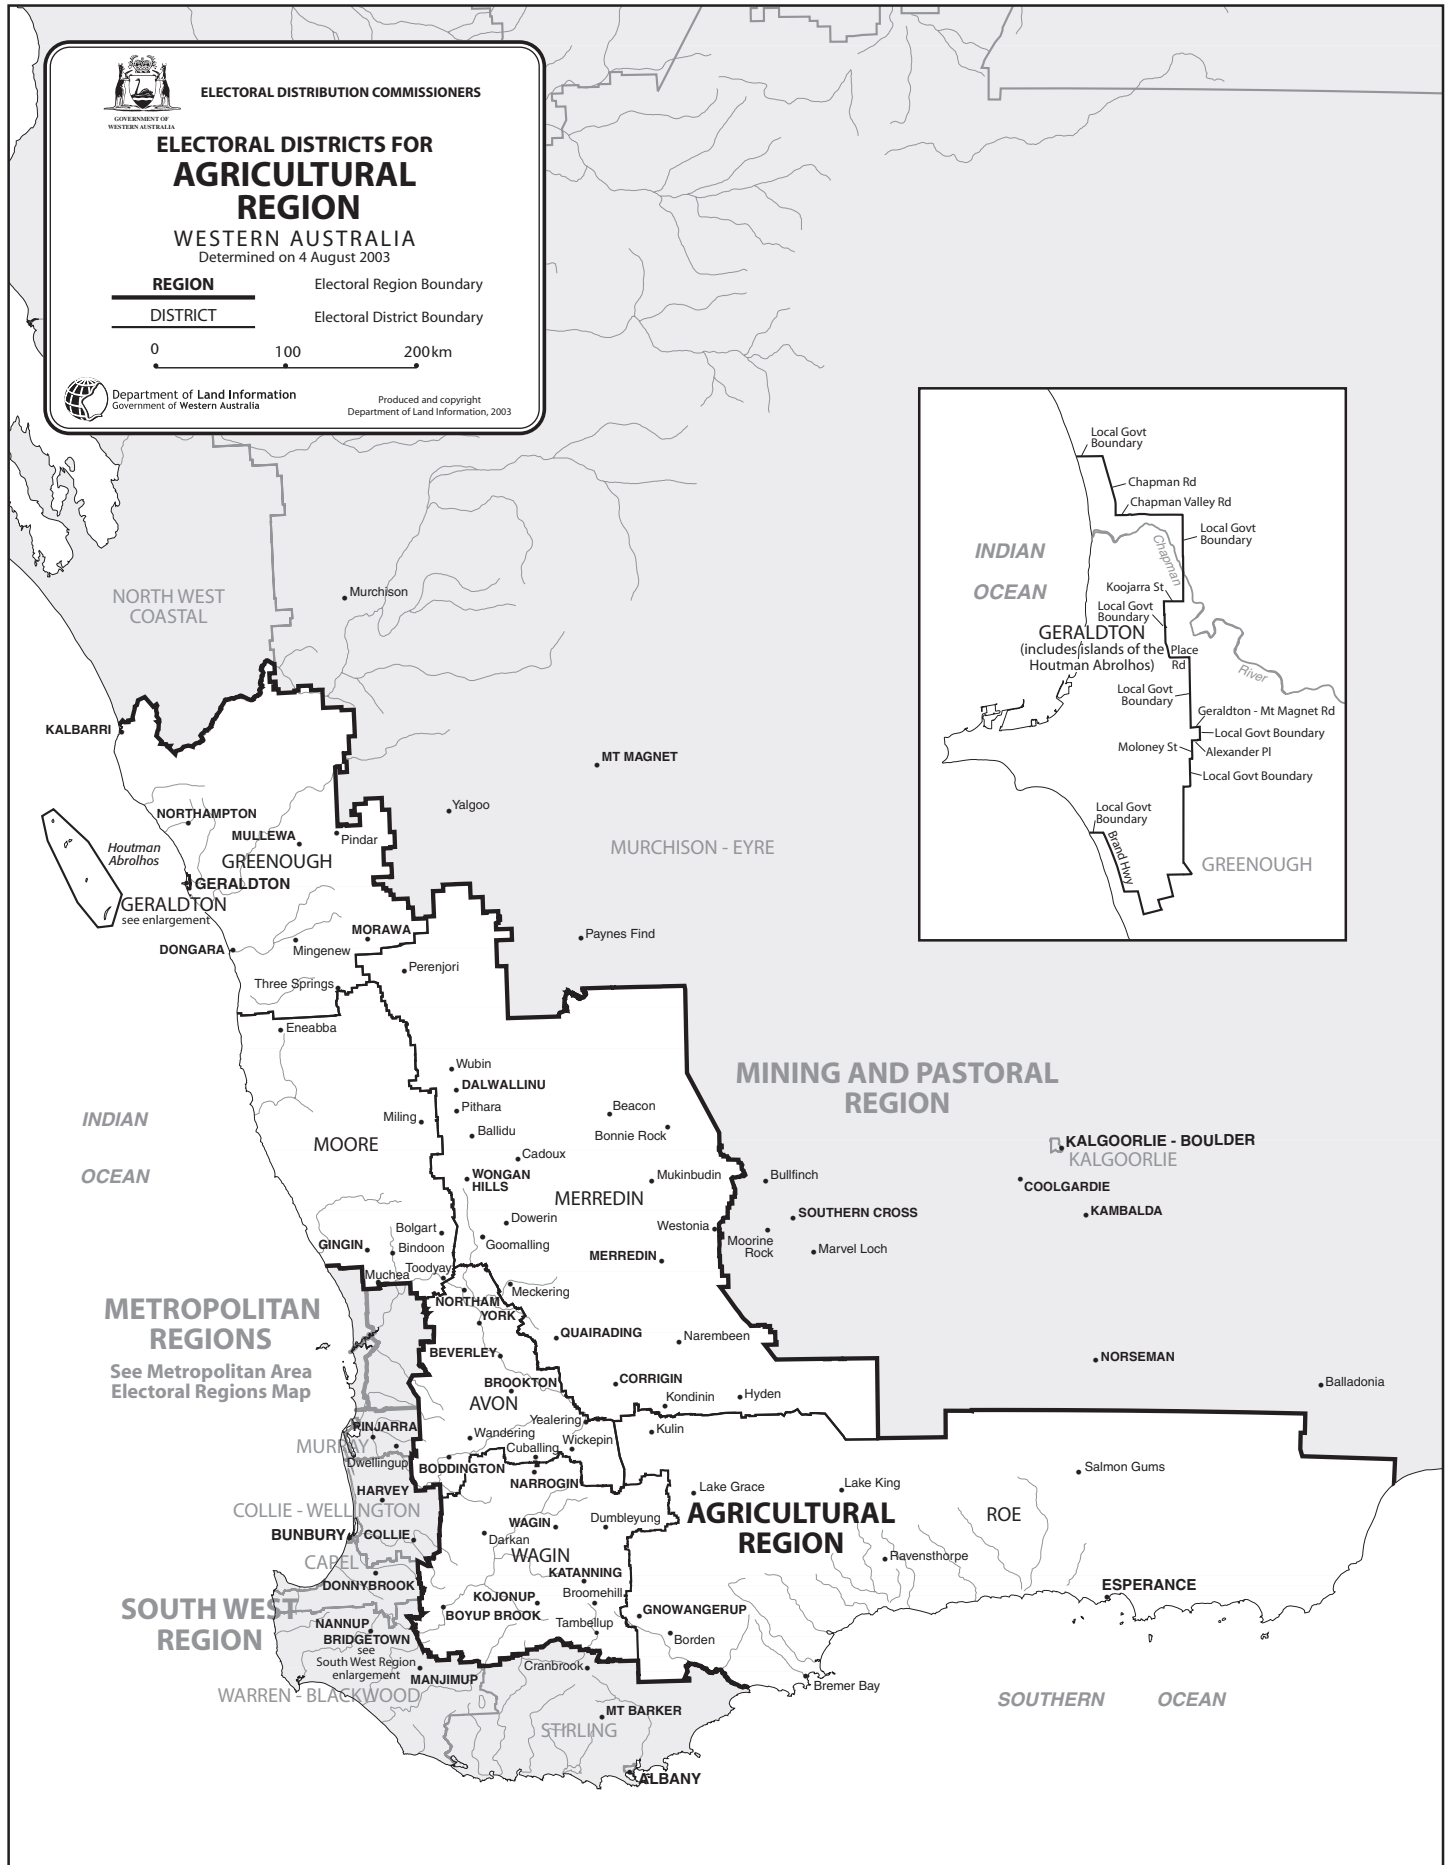 GOVERNMENT OF
WESTERN AUSTRALIA
ELECTORAL DISTRIBUTION COMMISSIONERS
ELECTORAL DISTRICTS FOR
AGRICULTURAL
REGION
WESTERN AUSTRALIA
Determined on 4 August 2003
REGION
Electoral Region Boundary
DISTRICT
Electoral District Boundary
0 100 200km
Department of Land Information
Government of Western Australia
Produced and copyright
Department of Land Information, 2003
Local Govt
Boundary
Chapman Rd
Chapman Valley Rd
Local Govt
Boundary
INDIAN
OCEAN
Chapman
River
Koojarra St
Local Govt
Boundary
GERALDTON
(includes islands of the
Houtman Abrolhos)
Place
Rd
Local Govt
Boundary
Geraldton - Mt Magnet Rd
Local Govt Boundary
Moloney St
Alexander Pl
Local Govt Boundary
Local Govt
Boundary
Brand Hwy
GREENOUGH
NORTH WEST
COASTAL
Murchison
KALBARRI
MT MAGNET
Yalgoo
NORTHAMPTON
MULLEWA
Pindar
MURCHISON - EYRE
Houtman
Abrolhos
GREENOUGH
GERALDTON
GERALDTON
see enlargement
MORAWA
Paynes Find
DONGARA
Mingenew
Perenjori
Three Springs
Eneabba
Wubin
MINING AND PASTORAL
REGION
DALWALLINU
Pithara
Beacon
INDIAN
OCEAN
Miling
Ballidu
Bonnie Rock
MOORE
KALGOORLIE - BOULDER
KALGOORLIE
Cadoux
WONGAN
HILLS
Mukinbudin
Bullfinch
COOLGARDIE
MERREDIN
KAMBALDA
Dowerin
Westonia
SOUTHERN CROSS
Bolgart
Goomalling
Moorine
Rock
Marvel Loch
GINGIN
Bindoon
MERREDIN
Muchea
Toodyay
Meckering
NORTHAM
YORK
METROPOLITAN
REGIONS
See Metropolitan Area
Electoral Regions Map
QUAIRADING
Narembeen
BEVERLEY
NORSEMAN
BROOKTON
CORRIGIN
Balladonia
AVON
Kondinin
Hyden
PINJARRA
Yealering
Kulin
MURRAY
Wandering
Wickepin
Cuballing
Dwellingup
BODDINGTON
NARROGIN
Salmon Gums
HARVEY
Lake Grace
Lake King
COLLIE - WELLINGTON
AGRICULTURAL
REGION
ROE
BUNBURY
COLLIE
WAGIN
Dumbleyung
Darkan
WAGIN
CAPEL
Ravensthorpe
DONNYBROOK
KATANNING
ESPERANCE
KOJONUP
Broomehill
SOUTH WEST
REGION
BOYUP BROOK
GNOWANGERUP
NANNUP
Tambellup
BRIDGETOWN
see
South West Region
enlargement
Borden
Cranbrook
MANJIMUP
Bremer Bay
WARREN - BLACKWOOD
SOUTHERN OCEAN
MT BARKER
STIRLING
ALBANY